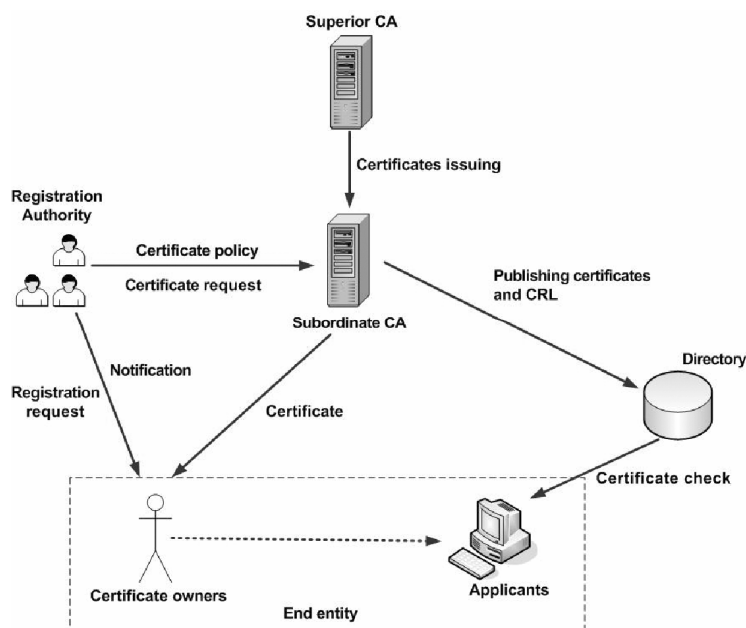 Superior CA
Certificates issuing
Registration
Authority
Certificate policy
Certificate request
Subordinate CA
Publishing certificates
and CRL
Directory
Notification
Registration
request
Certificate
Certificate check
Certificate owners
Applicants
End entity